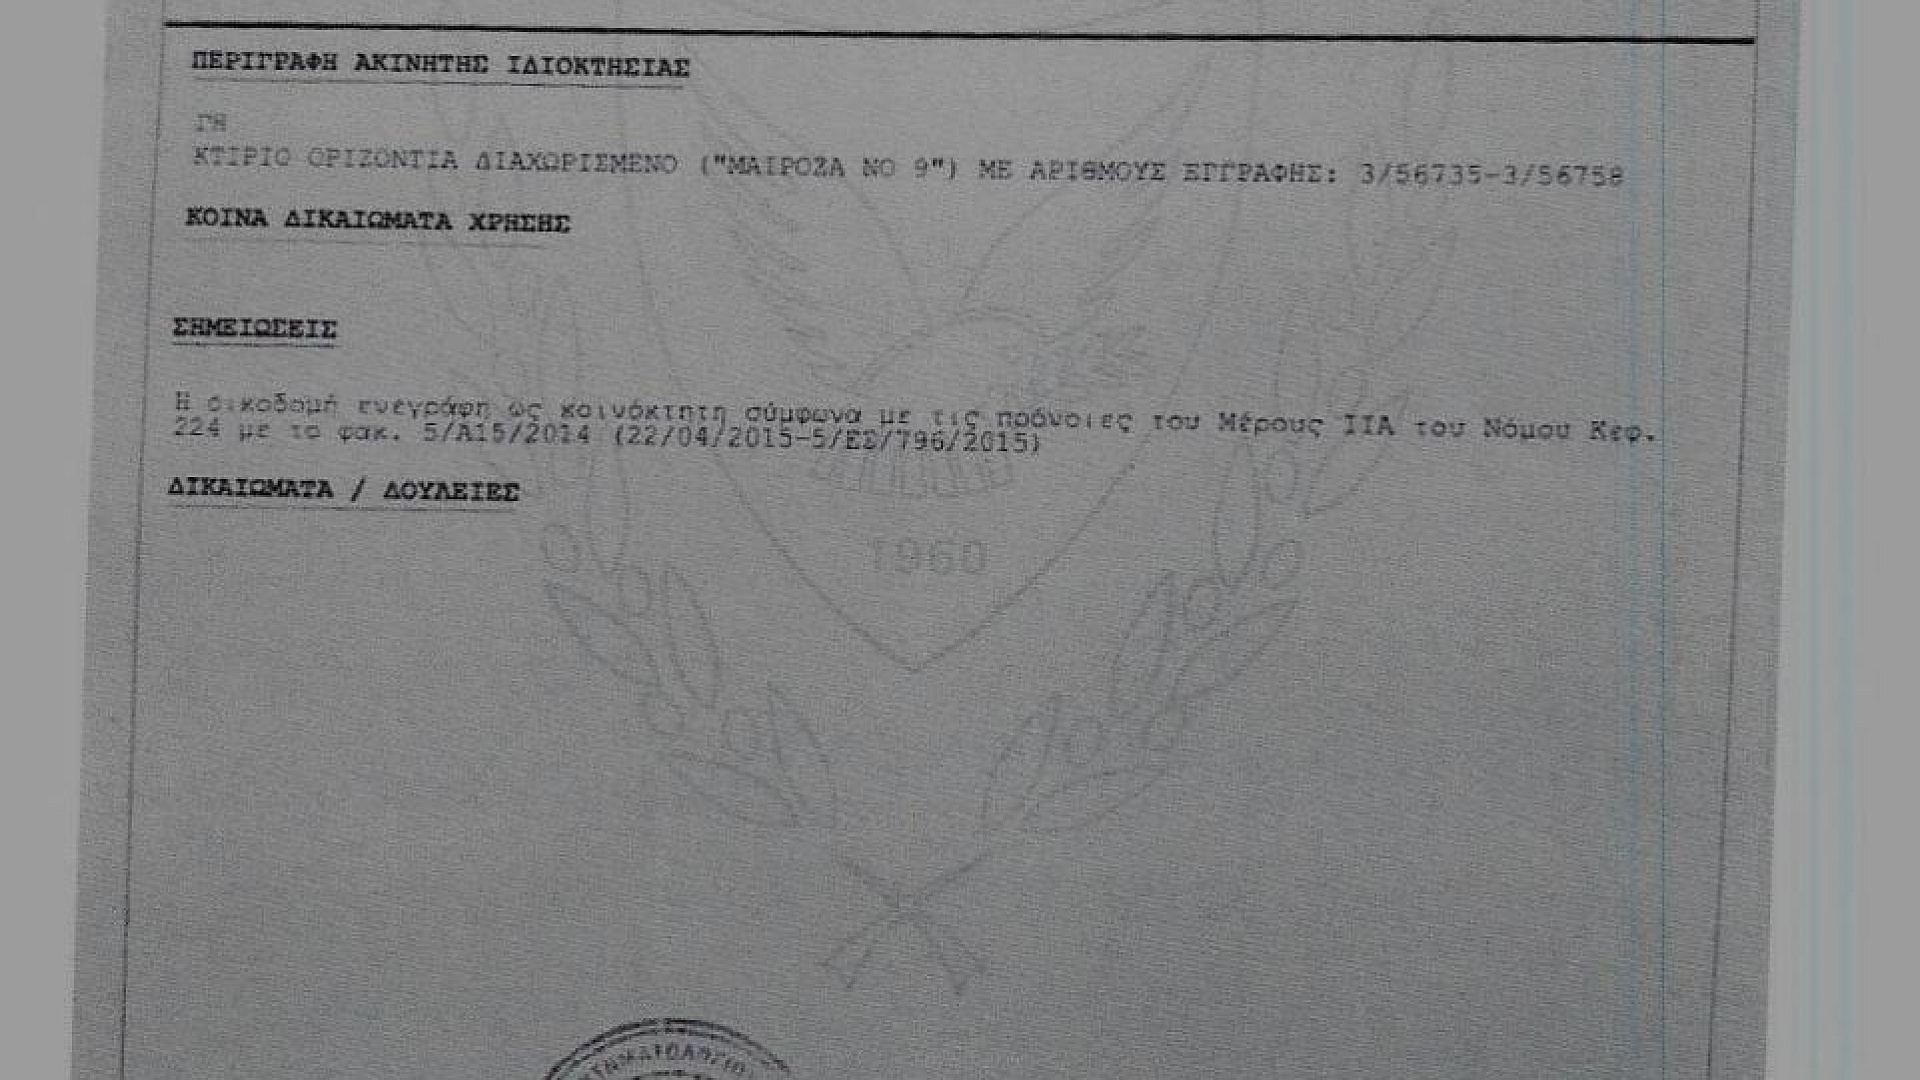 ΠΕΡΙΓΡΑΦΗ ΑΚΙΝΗΤΗΣ ΙΔΙΟΚΤΗΣΙΑΣ
ΓΗ
ΚΤΙΡΙΟ ΟΡΙΖΟΝΤΙΑ ΔΙΑΧΩΡΙΣΜΕΝΟ ("ΜΑΙΡΟΖΑ ΝΟ 9") ΜΕ ΑΡΙΘΜΟΥΣ ΕΓΓΡΑΦΗΣ: 3/56735-3/56758
ΚΟΙΝΑ ΔΙΚΑΙΩΜΑΤΑ ΧΡΗΣΗΣ
ΣΗΜΕΙΩΣΕΙΣ
Η οικοδομή ενεγράφη ως κοινόκτητη σύμφωνα με τις πρόνοιες του Μέρους ΙΙΑ του Νόμου Κεφ.
224 με το φακ. 5/Α15/2014 (22/04/2015-5/ΕΣ/796/2015)
ΔΙΚΑΙΩΜΑΤΑ / ΔΟΥΛΕΙΕΣ
1960
ΚΤΗΜΑΤΟΛΟΓΙΟ